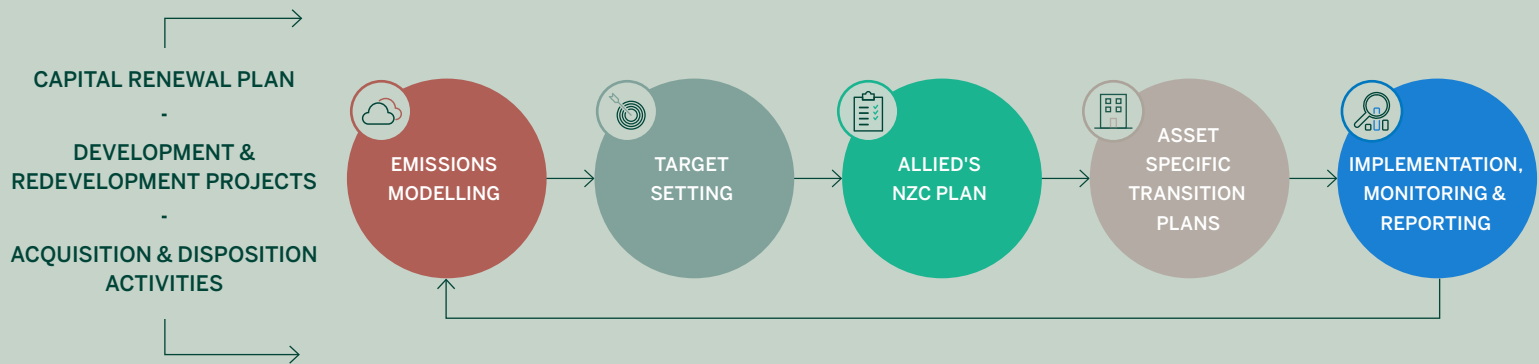 CAPITAL RENEWAL PLAN
-
DEVELOPMENT &
REDEVELOPMENT PROJECTS
-
ACQUISITION & DISPOSITION
ACTIVITIES
EMISSIONS
MODELLING
TARGET
SETTING
ALLIED'S
NZC PLAN
ASSET
SPECIFIC
TRANSITION
PLANS
IMPLEMENTATION,
MONITORING &
REPORTING